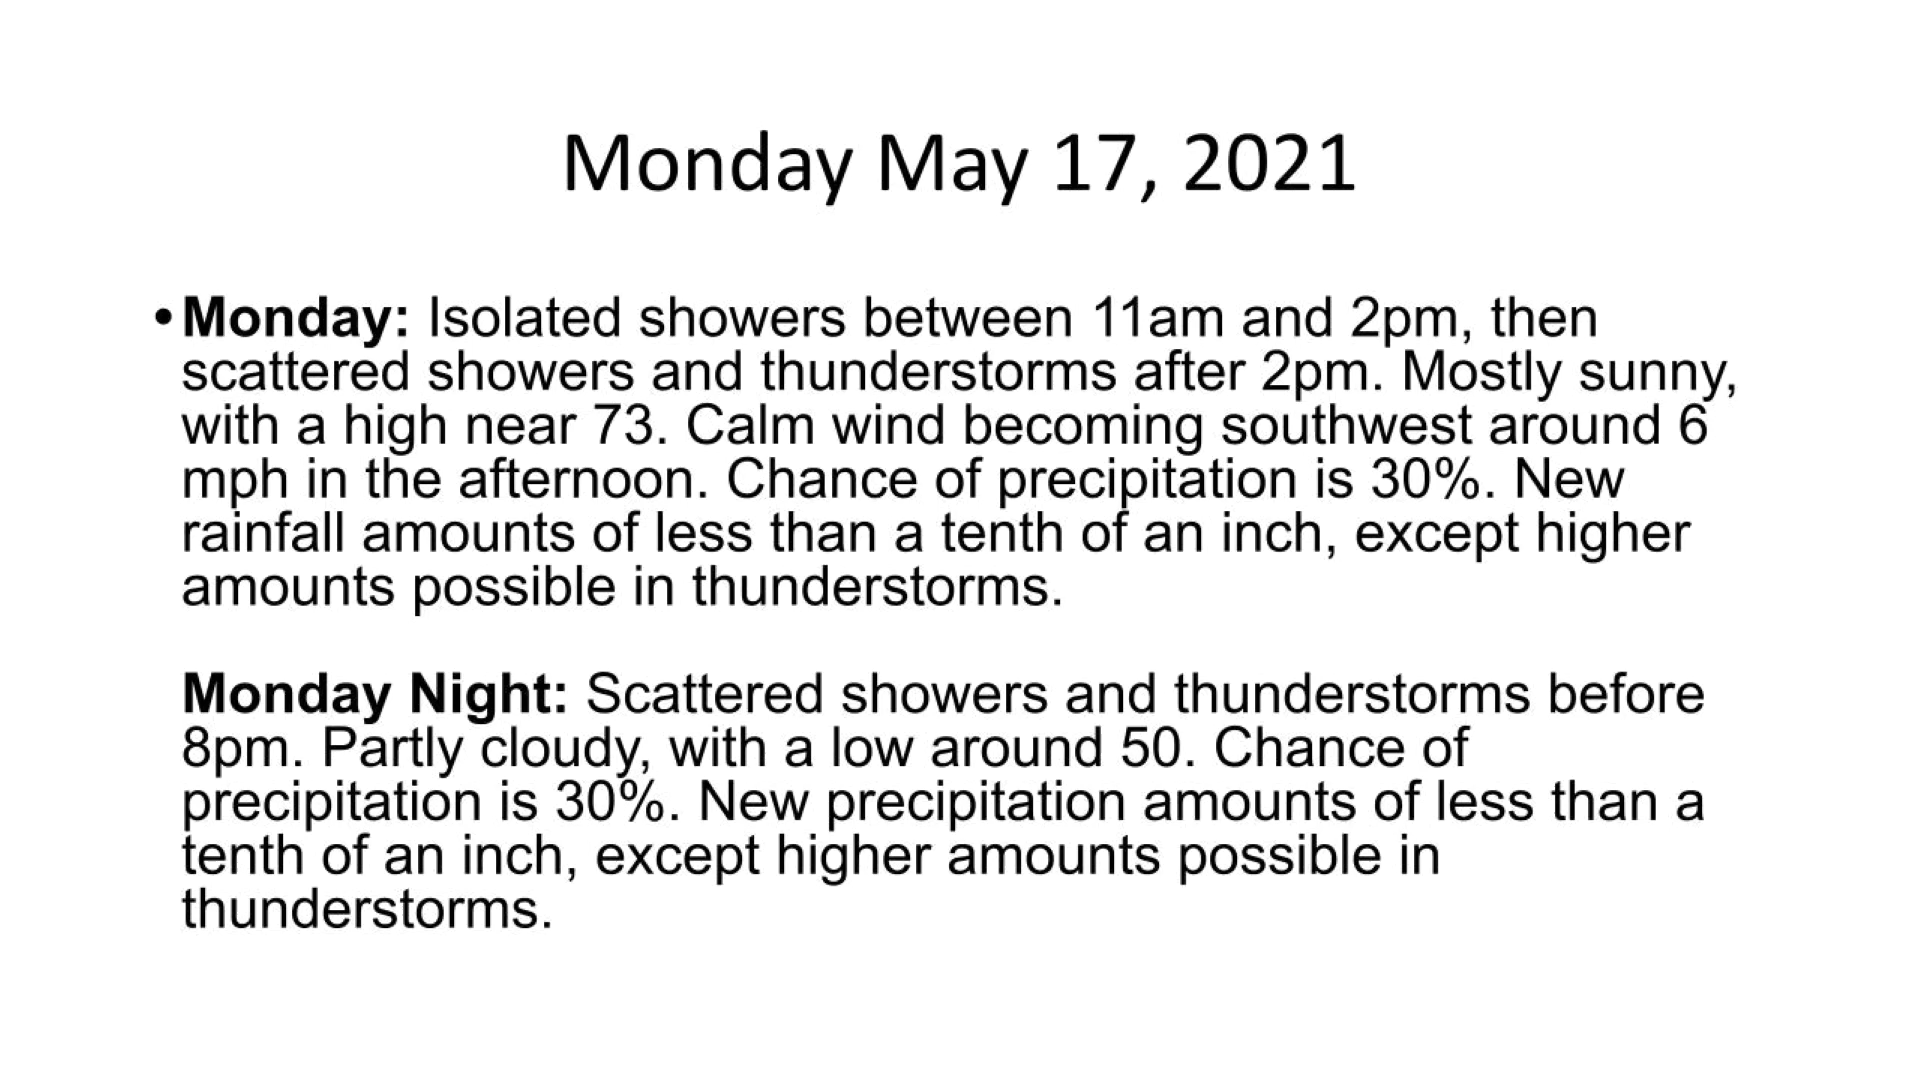 Monday May 17, 2021
•Monday: Isolated showers between 11am and 2pm, then
scattered showers and thunderstorms after 2pm. Mostly sunny,
with a high near 73. Calm wind becoming southwest around 6
mph in the afternoon. Chance of precipitation is 30%. New
rainfall amounts of less than a tenth of an inch, except higher
amounts possible in thunderstorms.
Monday Night: Scattered showers and thunderstorms before
8pm. Partly cloudy, with a low around 50. Chance of
precipitation is 30%. New precipitation amounts of less than a
tenth of an inch, except higher amounts possible in
thunderstorms.